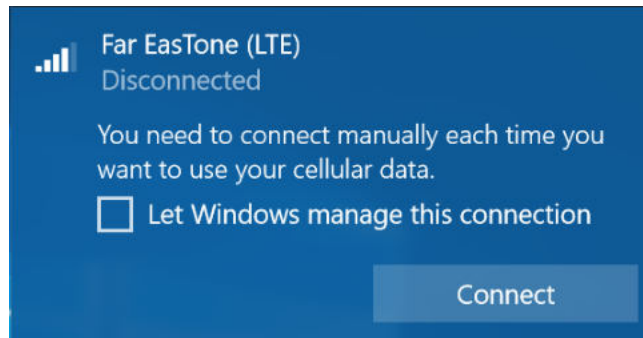 Far EasTone (LTE)
Disconnected
You need to connect manually each time you
want to use your cellular data.
Let Windows manage this connection
Connect